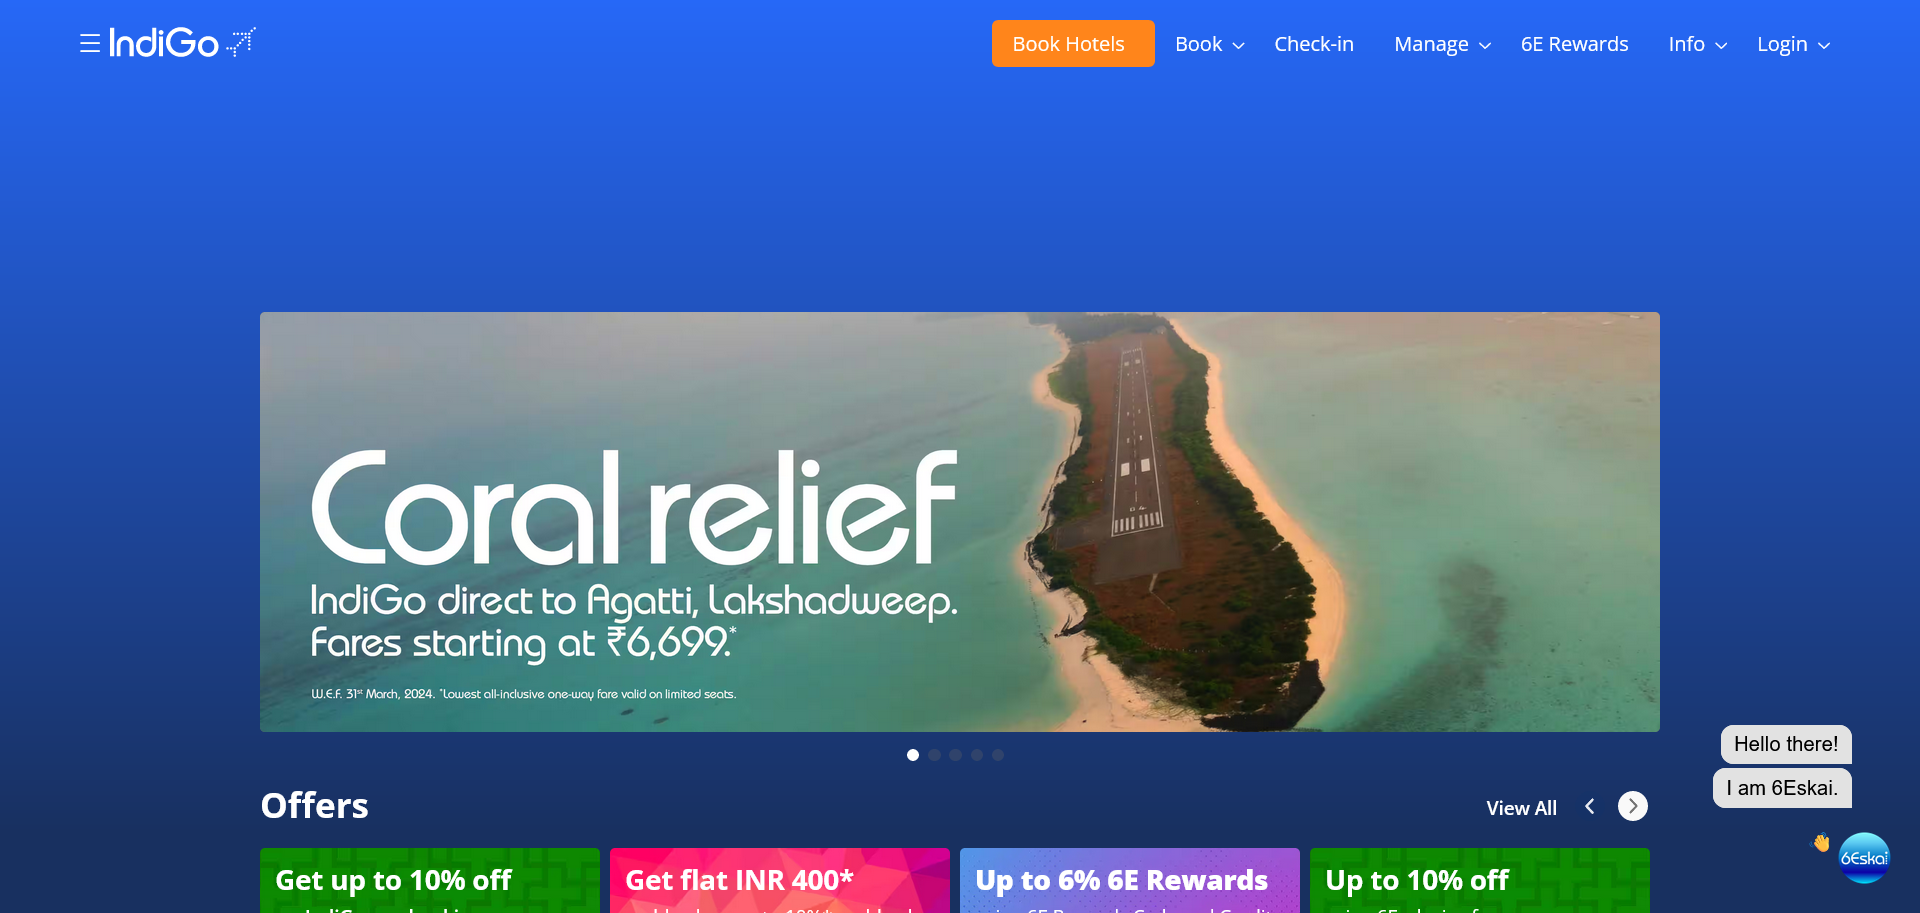 IndiGo
Book Hotels
Book
Check-in
Manage
6E Rewards
Info
Login
Coral relief
IndiGo direct to Agatti, Lakshadweep.
Fares starting at ₹6,699.*
W.E.F. 31st March, 2024. *Lowest all-inclusive one-way fare valid on limited seats.
04
Hello there!
I am 6Eskai.
6Eskai
Offers
View All
Get up to 10% off
Get flat INR 400*
Up to 6% 6E Rewards
Up to 10% off